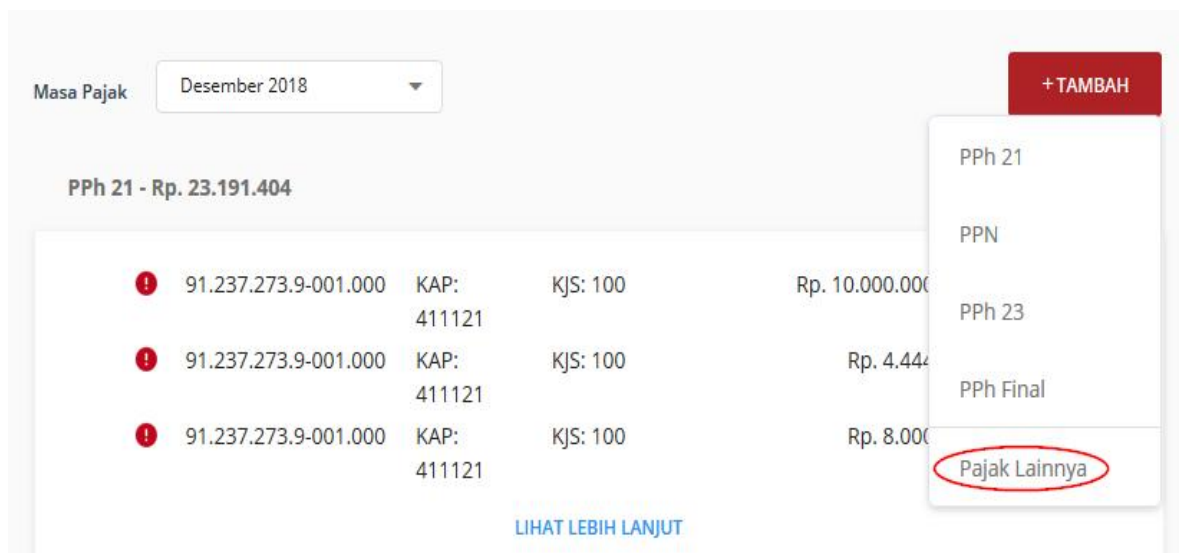 Masa Pajak Desember 2018 +TAMBAH
PPh 21
PPh 21 - Rp. 23.191.404
PPN
91.237.273.9-001.000 KAP: KJS: 100 Rp. 10.000.000
411121
PPh 23
91.237.273.9-001.000 KAP: KJS: 100 Rp. 4.444
411121
PPh Final
91.237.273.9-001.000 KAP: KJS: 100 Rp. 8.000
411121
Pajak Lainnya
LIHAT LEBIH LANJUT